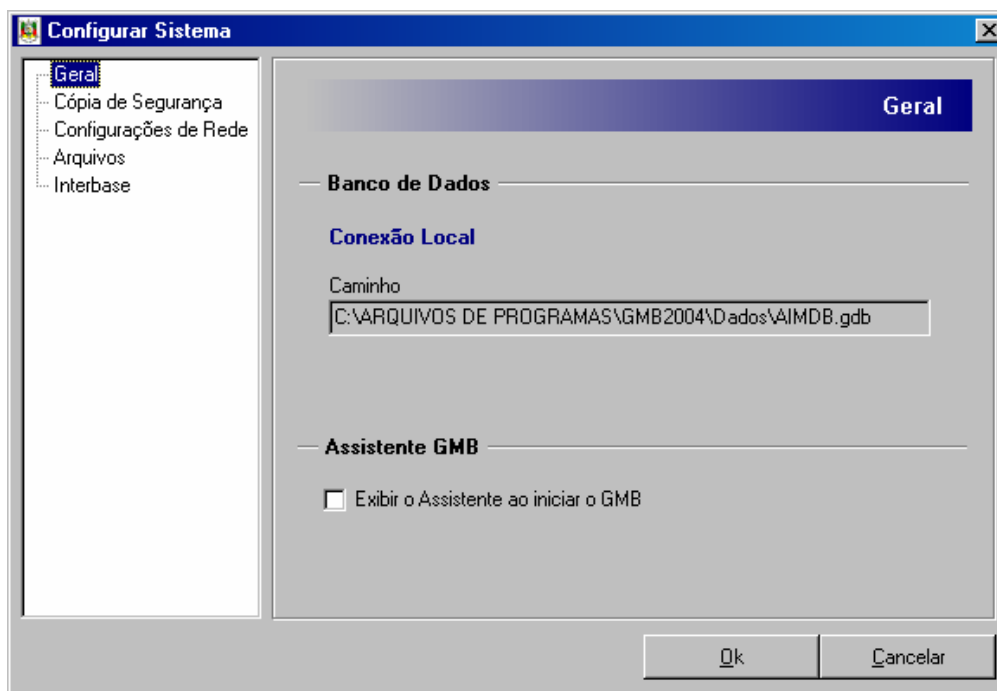 Configurar Sistema
Geral
Cópia de Segurança
Configurações de Rede
Arquivos
Interbase
Geral
Banco de Dados
Conexão Local
Caminho
C:\ARQUIVOS DE PROGRAMAS\GMB2004\Dados\AIMDB.gdb
Assistente GMB
Exibir o Assistente ao iniciar o GMB
Ok
Cancelar